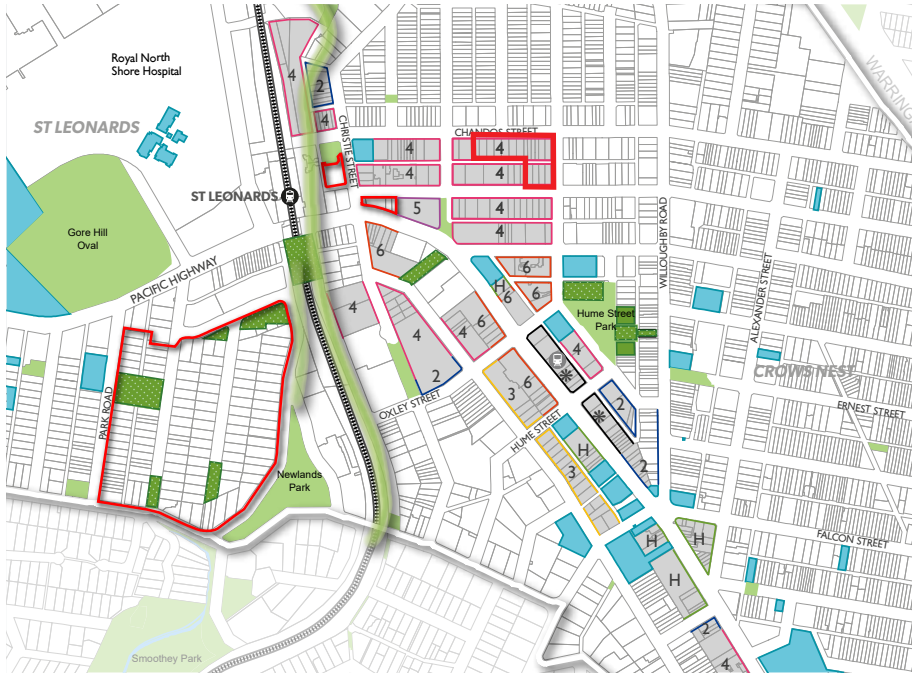 Royal North
Shore Hospital
WARRING
4
2
ST LEONARDS
4
CHRISTIE STREET
CHANDOS STREET
4
4
4
4
ST LEONARDS
WILLOUGHBY ROAD
5
4
4
Gore Hill
Oval
6
6
PACIFIC HIGHWAY
H
6
6
ALEXANDER STREET
4
Hume Street
Park
4
4
6
4
CROWS NEST
2
6
3
2
ERNEST STREET
OXLEY STREET
PARK ROAD
HUME STREET
H
3
2
Newlands
Park
H
H
FALCON STREET
H
2
Smoothey Park
4